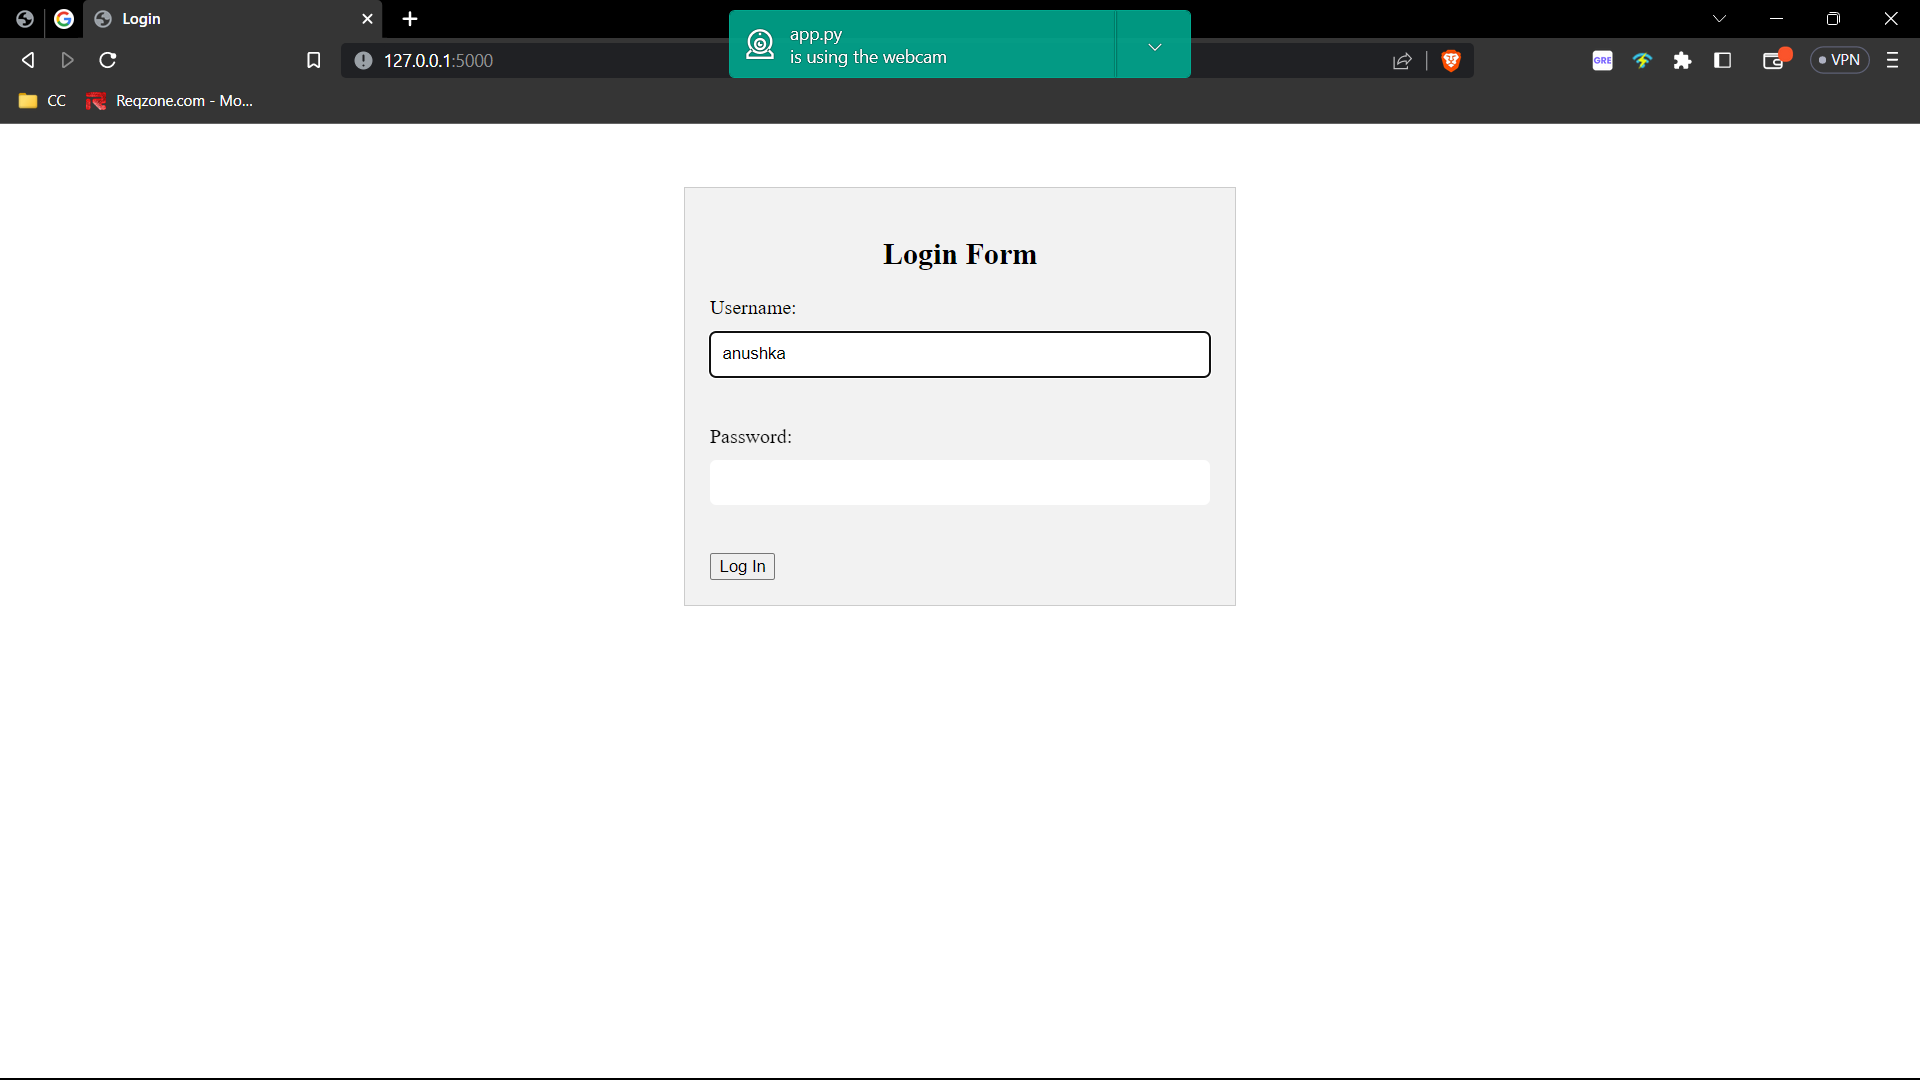 Login
app.py
is using the webcam
127.0.0.1:5000
GRE
VPN
CC
Reqzone.com - Mo...
Login Form
Username:
anushka
Password:
Log In